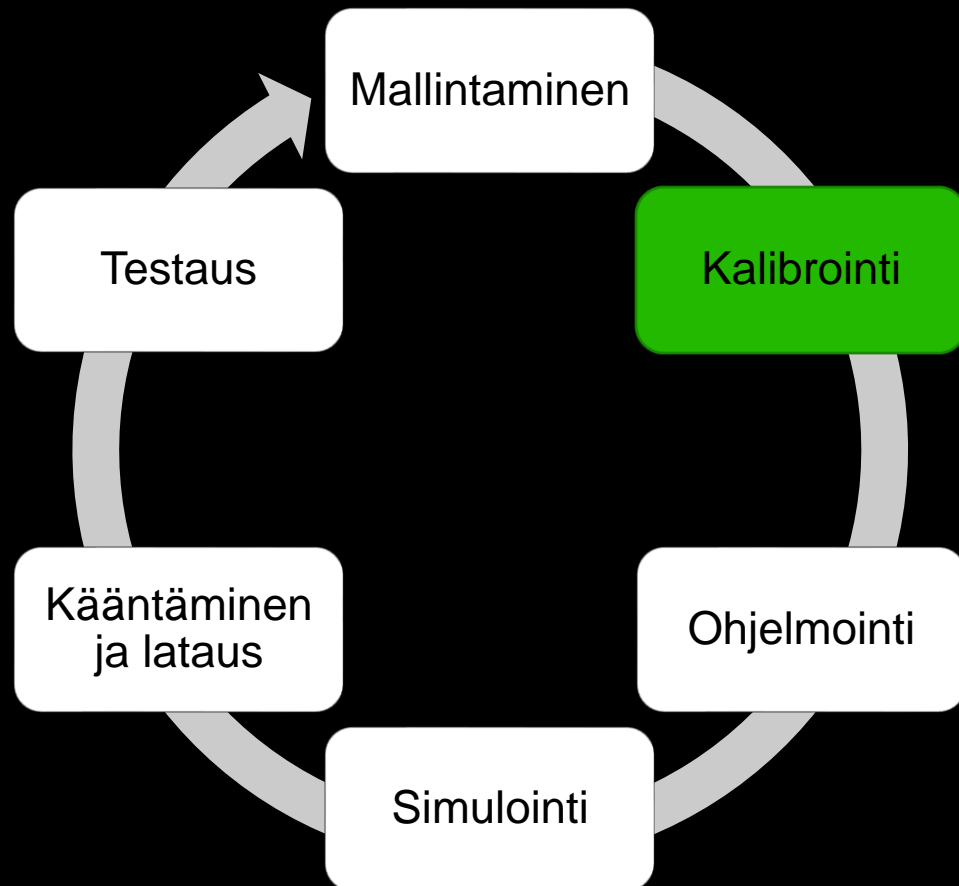 Mallintaminen
Kalibrointi
Ohjelmointi
Simulointi
Kääntäminen
ja lataus
Testaus